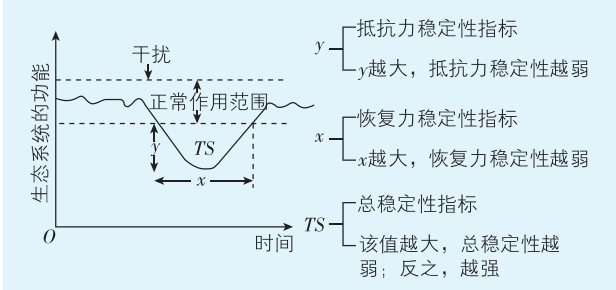 干扰
正常作用范围
生态系统的功能
y
TS
x
O
时间
y
抵抗力稳定性指标
y越大，抵抗力稳定性越弱
x
恢复力稳定性指标
x越大，恢复力稳定性越弱
TS
总稳定性指标
该值越大，总稳定性越
弱；反之，越强